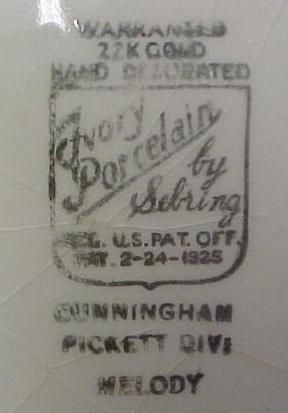 WARRANTED
22K GOLD
HAND DECORATED
Ivory
Porcelain
by
Sebring
REG. U.S. PAT. OFF.
PAT. 2-24-1925
CUNNINGHAM
PICKETT DIV:
MELODY